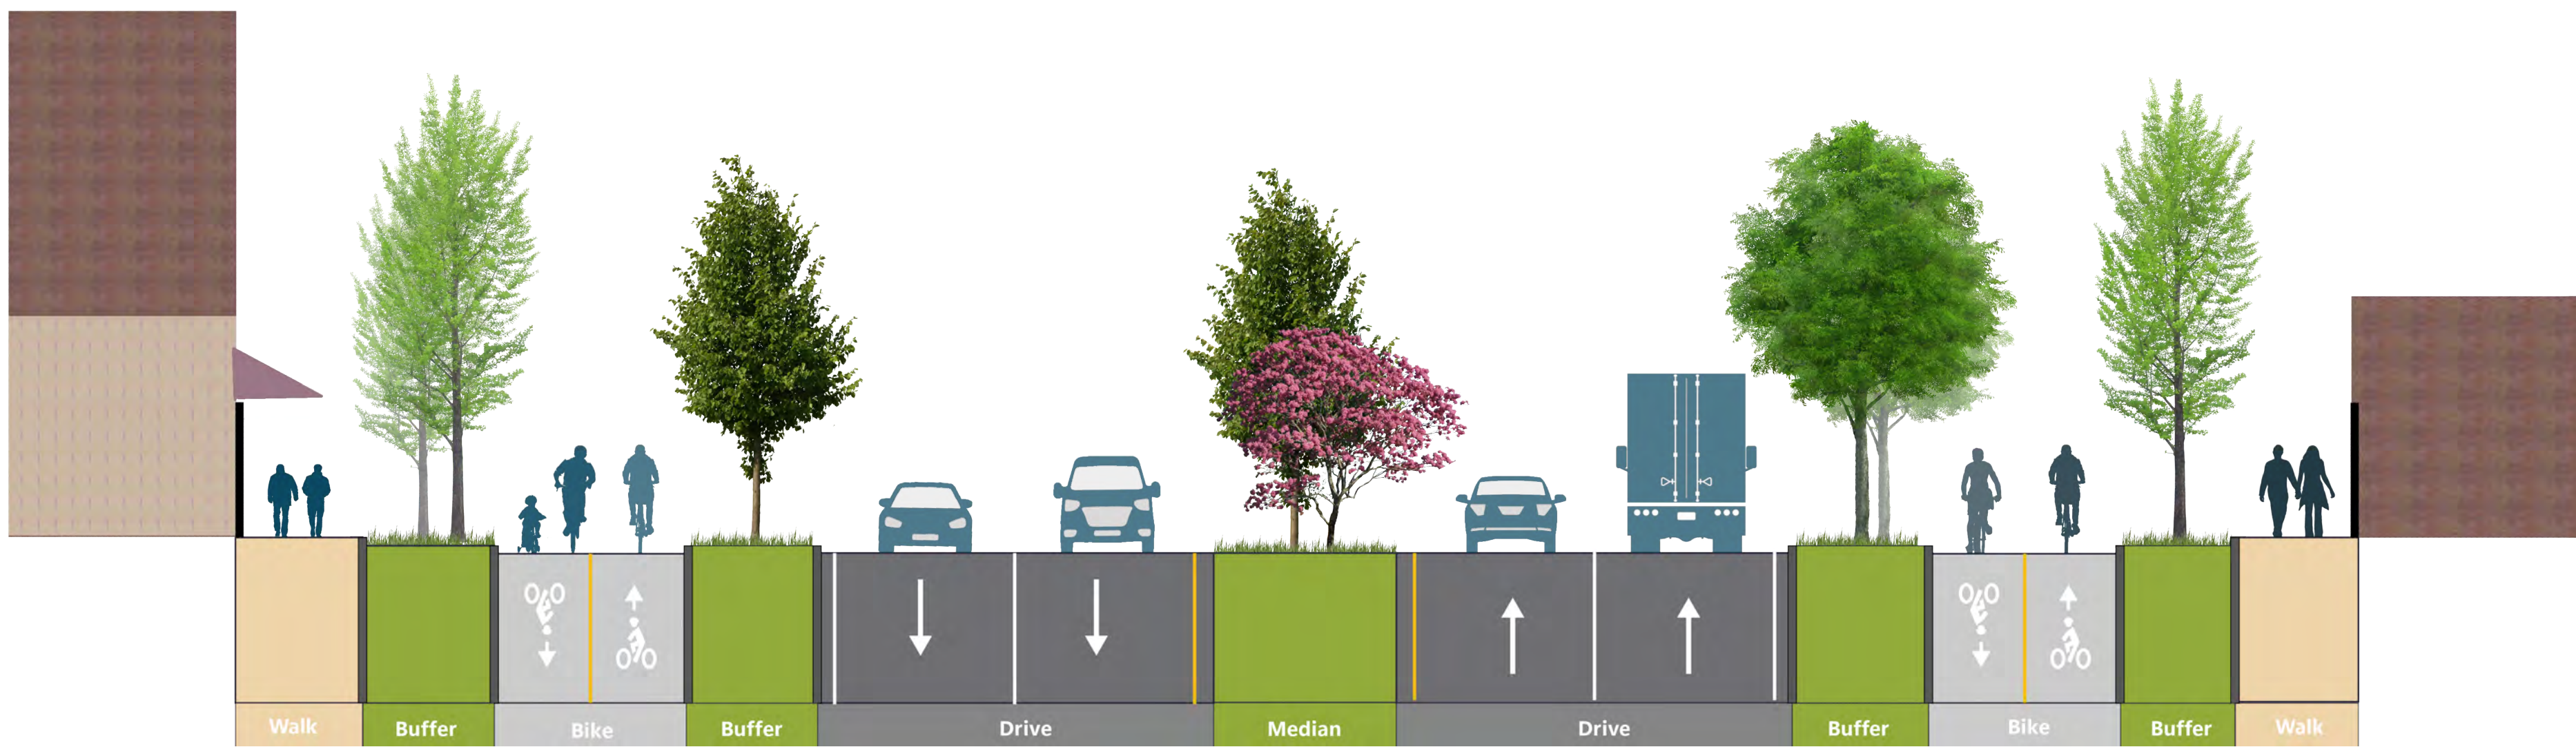 Walk
Buffer
Bike
Buffer
Drive
Median
Drive
Buffer
Bike
Buffer
Walk